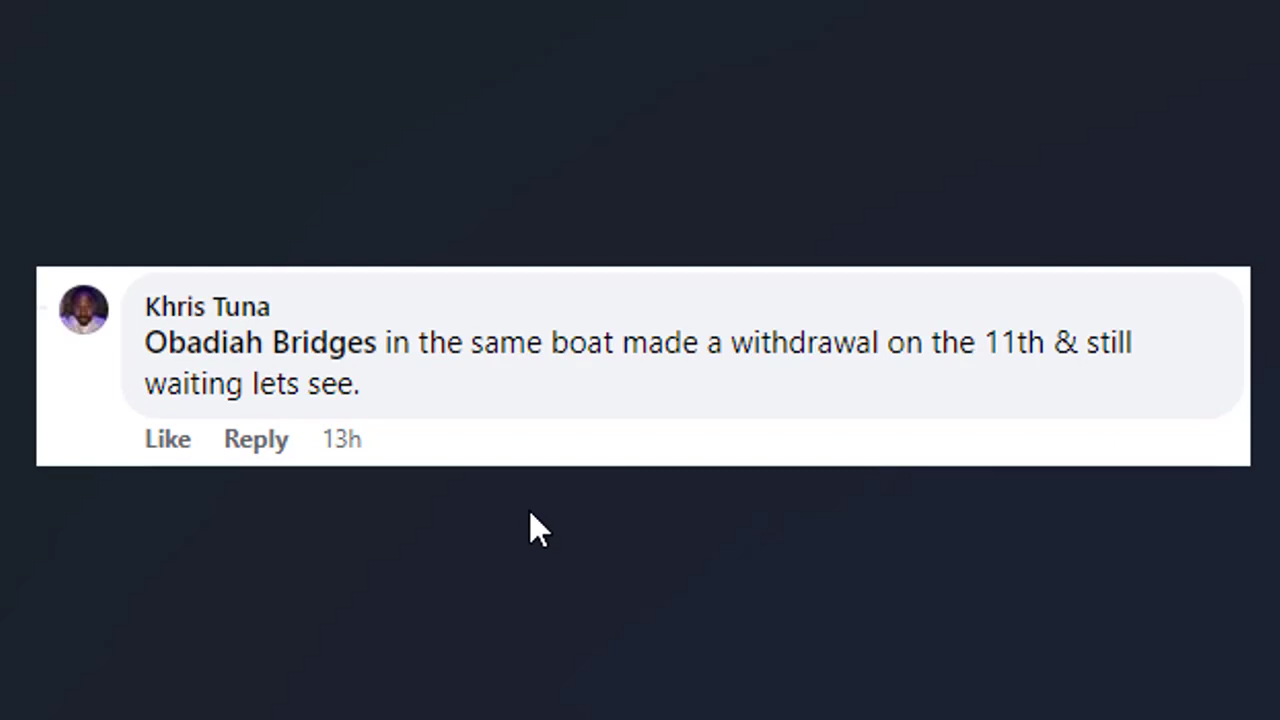 Khris Tuna
Obadiah Bridges in the same boat made a withdrawal on the 11th & still
waiting lets see.
Like Reply 13h